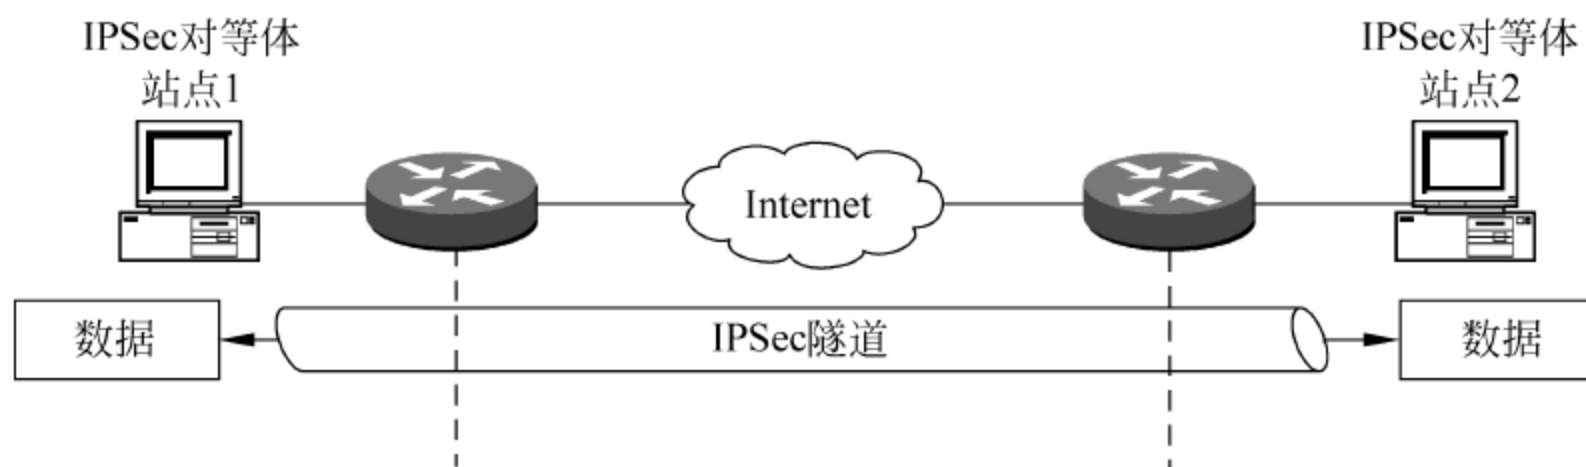 IPSec对等体
站点1
IPSec对等体
站点2
Internet
数据
IPSec隧道
数据